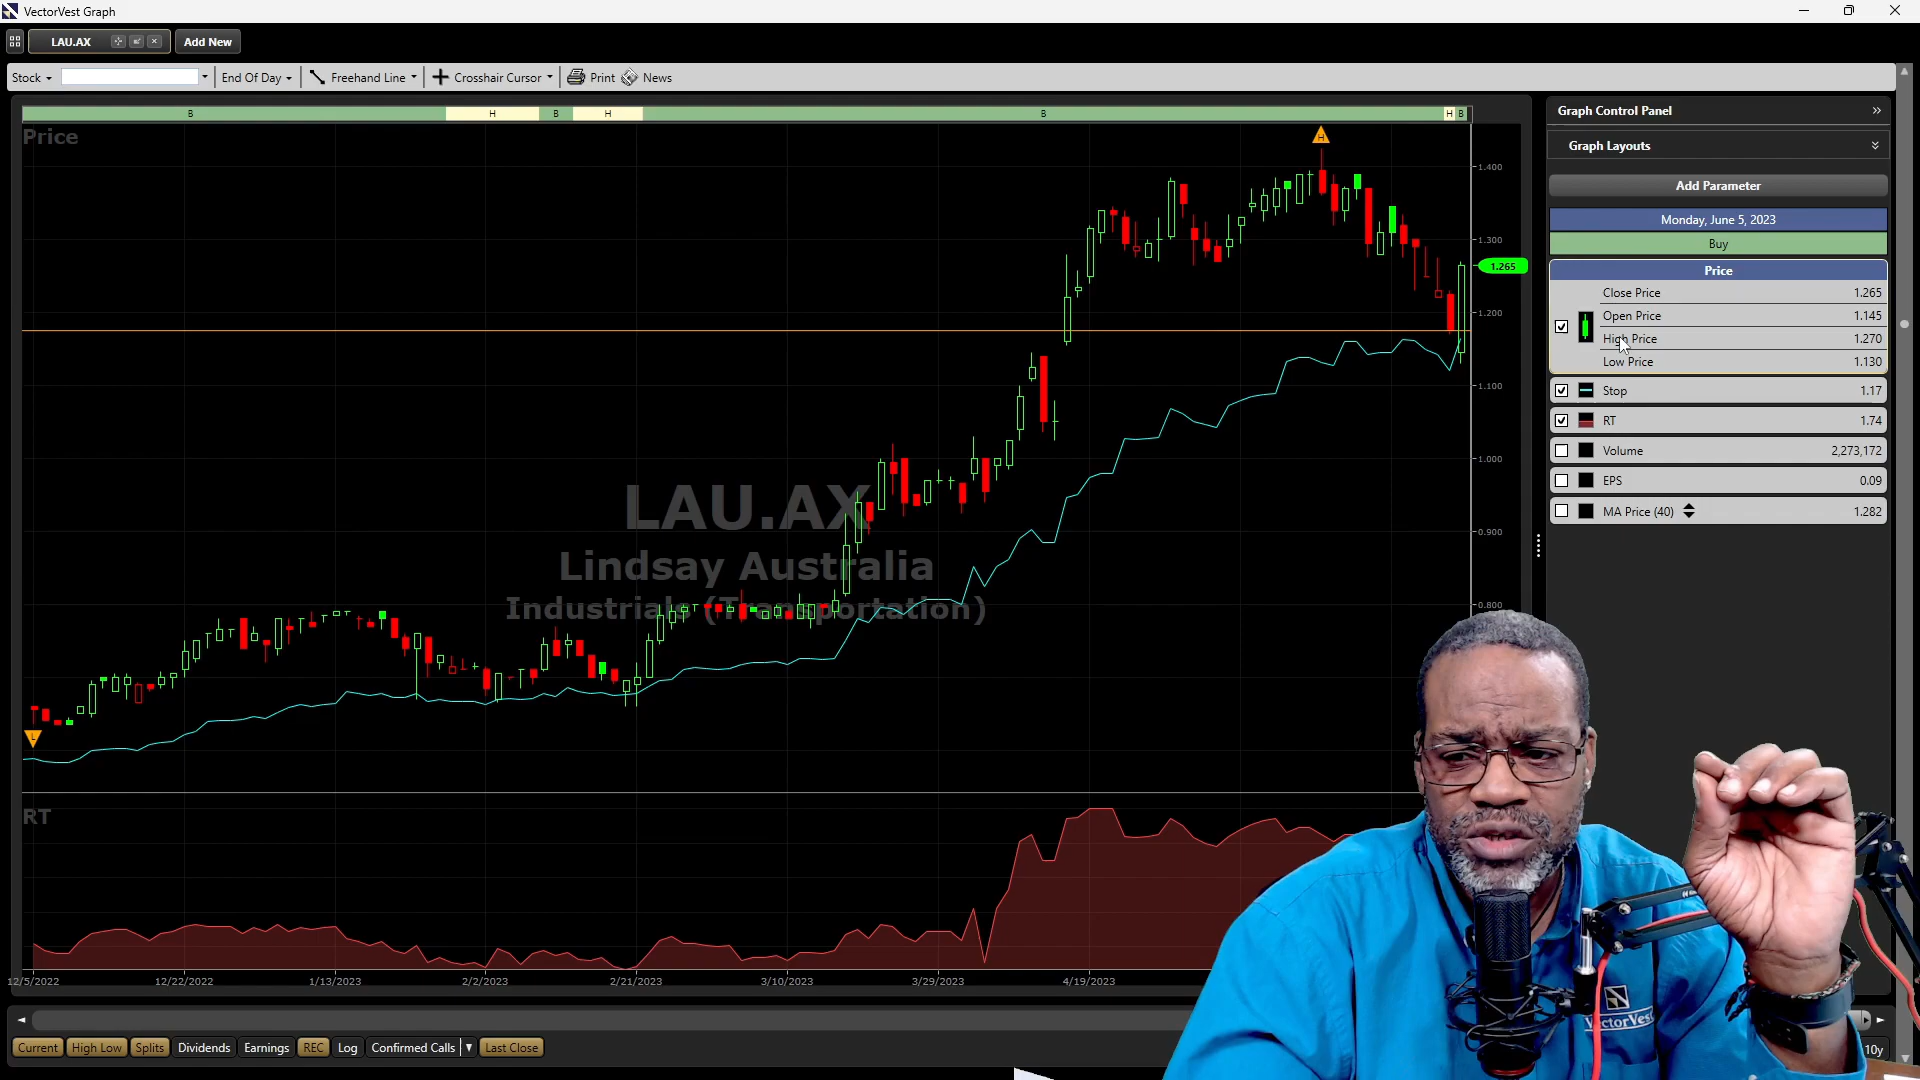 VectorVest Graph
LAU.AX
Add New
Stock
End Of Day
Freehand Line
Crosshair Cursor
Print
News
B H B H B H B
Price
H
1.400
1.300
1.265
1.200
1.100
1.000
0.900
0.800
LAU.AX
Lindsay Australia
Industrials (Transportation)
L
RT
12/5/2022 12/22/2022 1/13/2023 2/2/2023 2/21/2023 3/10/2023 3/29/2023 4/19/2023
Current High Low Splits Dividends Earnings REC Log Confirmed Calls Last Close
10y
Graph Control Panel
Graph Layouts
Add Parameter
Monday, June 5, 2023
Buy
Price
Close Price 1.265
Open Price 1.145
High Price 1.270
Low Price 1.130
Stop 1.17
RT 1.74
Volume 2,273,172
EPS 0.09
MA Price (40) 1.282
VectorVest